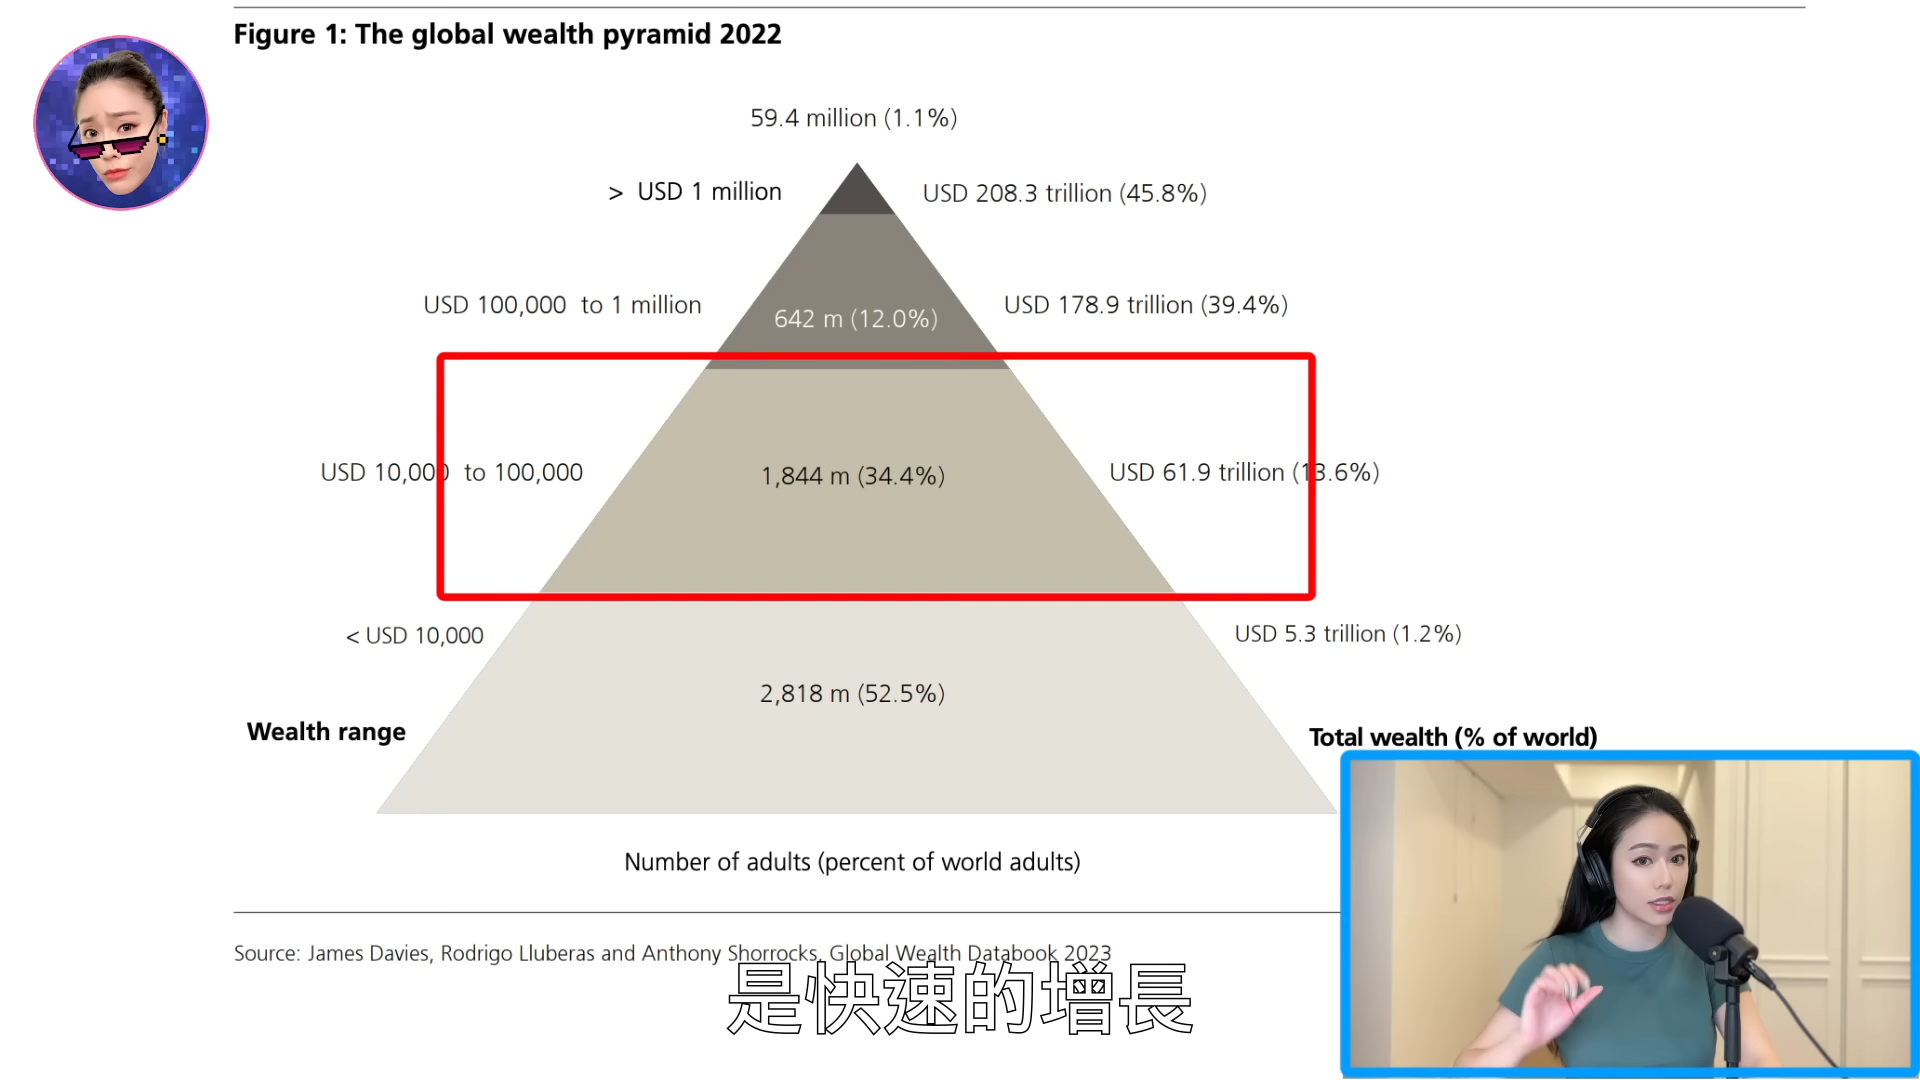 Figure 1: The global wealth pyramid 2022
59.4 million (1.1%)
> USD 1 million
USD 208.3 trillion (45.8%)
USD 100,000 to 1 million
642 m (12.0%)
USD 178.9 trillion (39.4%)
USD 10,000 to 100,000
1,844 m (34.4%)
USD 61.9 trillion (13.6%)
< USD 10,000
2,818 m (52.5%)
USD 5.3 trillion (1.2%)
Wealth range
Total wealth (% of world)
Number of adults (percent of world adults)
Source: James Davies, Rodrigo Lluberas and Anthony Shorrocks, Global Wealth Databook 2023
是快速的增長